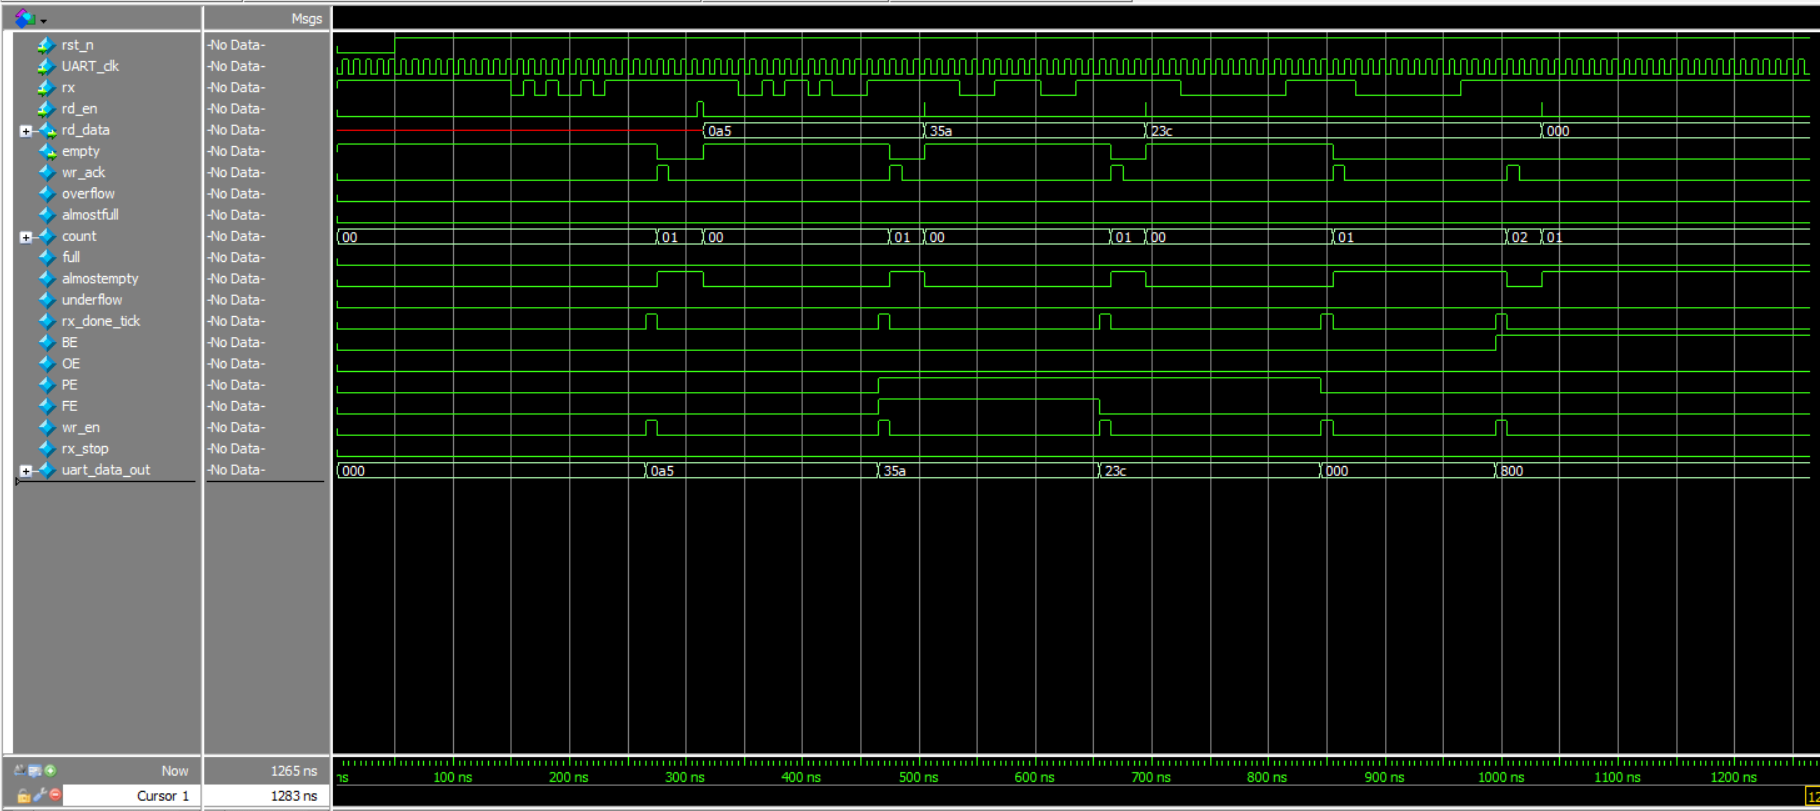 Msgs
rst_n -No Data-
UART_clk -No Data-
rx -No Data-
rd_en -No Data-
rd_data -No Data- 0a5 35a 23c 000
empty -No Data-
wr_ack -No Data-
overflow -No Data-
almostfull -No Data-
count -No Data- 00 01 00 01 00 01 00 01 02 01
full -No Data-
almostempty -No Data-
underflow -No Data-
rx_done_tick -No Data-
BE -No Data-
OE -No Data-
PE -No Data-
FE -No Data-
wr_en -No Data-
rx_stop -No Data-
uart_data_out -No Data- 000 0a5 35a 23c 000 800
Now 1265 ns ns 100 ns 200 ns 300 ns 400 ns 500 ns 600 ns 700 ns 800 ns 900 ns 1000 ns 1100 ns 1200 ns
Cursor 1 1283 ns 12